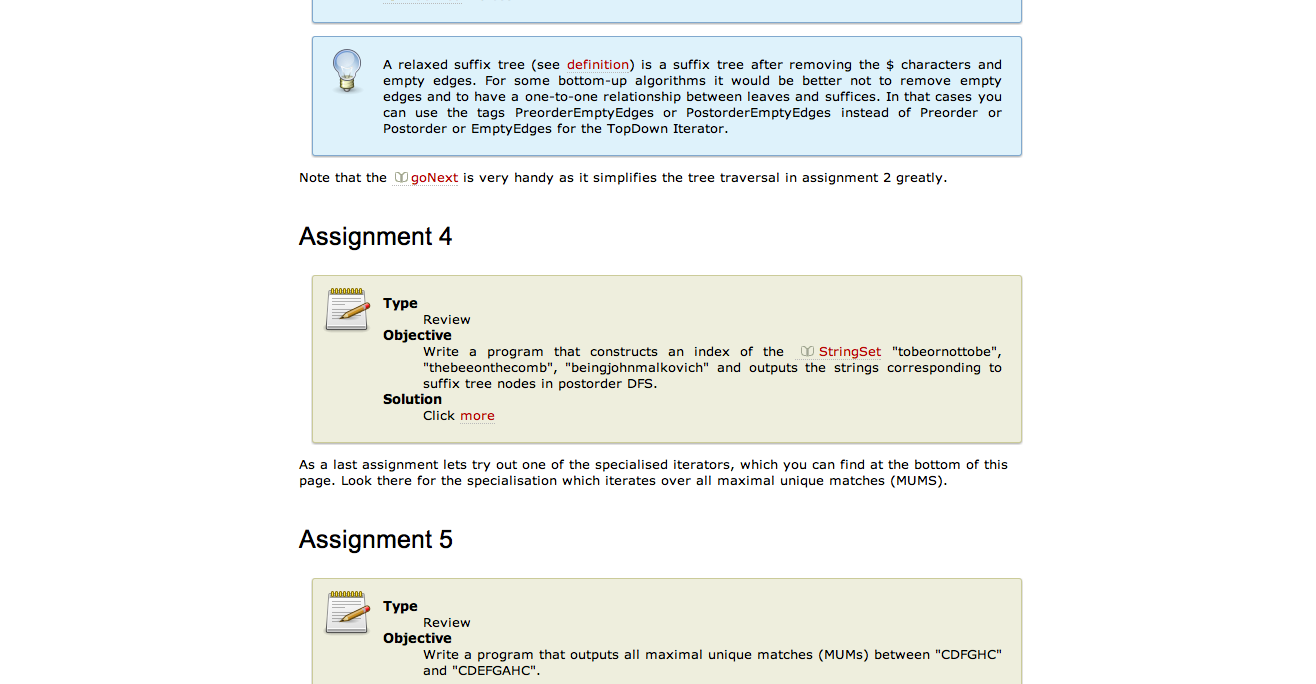 A relaxed suffix tree (see definition) is a suffix tree after removing the $ characters and
empty edges. For some bottom-up algorithms it would be better not to remove empty
edges and to have a one-to-one relationship between leaves and suffices. In that cases you
can use the tags PreorderEmptyEdges or PostorderEmptyEdges instead of Preorder or
Postorder or EmptyEdges for the TopDown Iterator.
Note that the goNext is very handy as it simplifies the tree traversal in assignment 2 greatly.
Assignment 4
Type
Review
Objective
Write a program that constructs an index of the StringSet "tobeornottobe",
"thebeeonthecomb", "beingjohnmalkovich" and outputs the strings corresponding to
suffix tree nodes in postorder DFS.
Solution
Click more
As a last assignment lets try out one of the specialised iterators, which you can find at the bottom of this
page. Look there for the specialisation which iterates over all maximal unique matches (MUMS).
Assignment 5
Type
Review
Objective
Write a program that outputs all maximal unique matches (MUMs) between "CDFGHC"
and "CDEFGAHC".